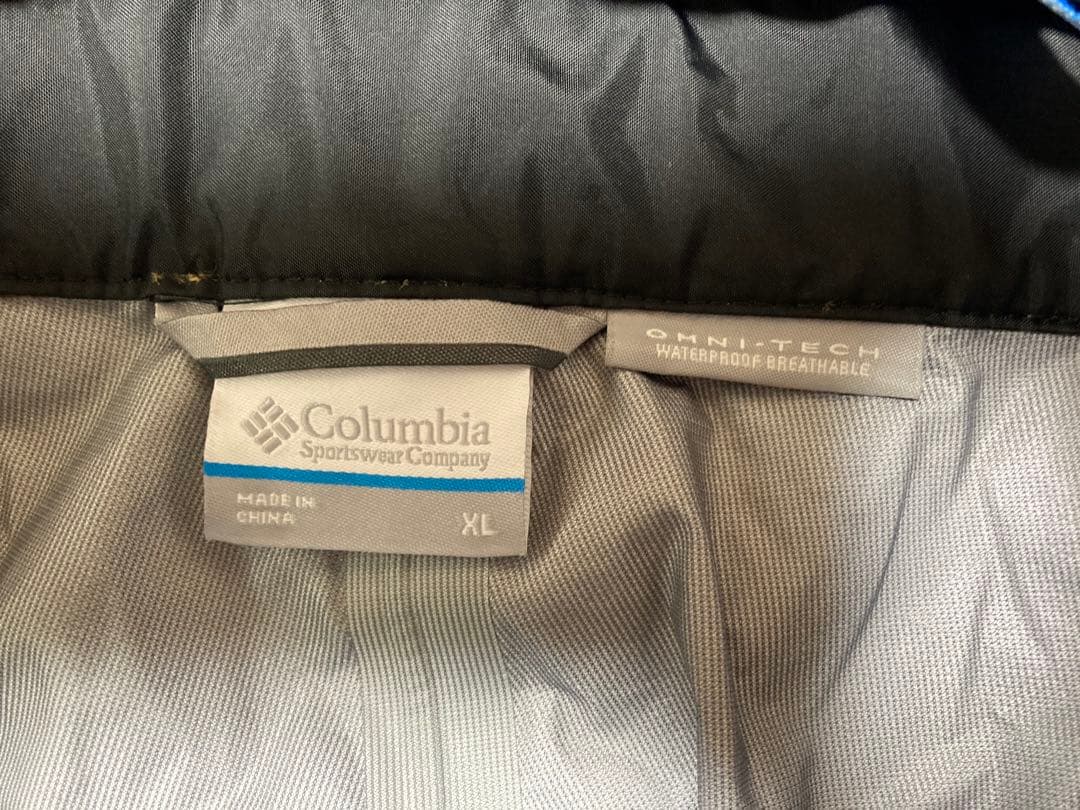 Columbia
Sportswear Company
MADE IN
CHINA
XL
OMNI-TECH
WATERPROOF BREATHABLE